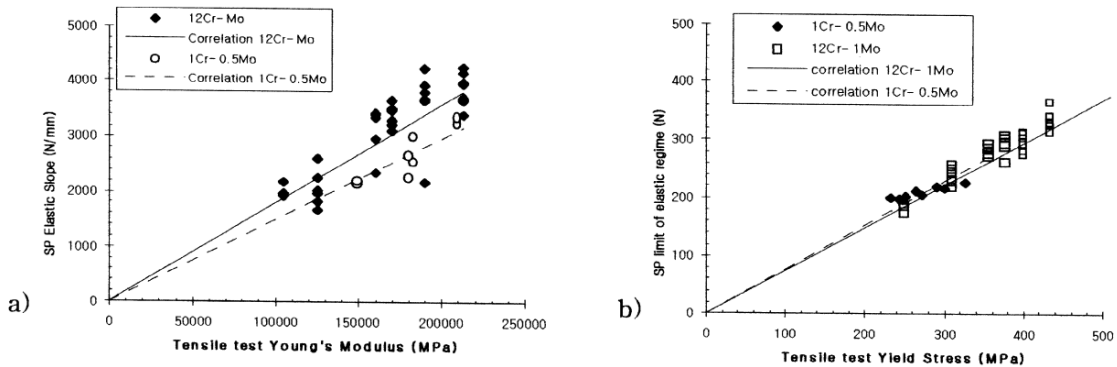 12Cr-Mo
Correlation 12Cr-Mo
1Cr-0.5Mo
Correlation 1Cr-0.5Mo
5000
4000
3000
2000
1000
0
SP Elastic Slope (N/mm)
0 50000 100000 150000 200000 250000
Tensile test Young's Modulus (MPa)
a)
1Cr-0.5Mo
12Cr-1Mo
correlation 12Cr-1Mo
correlation 1Cr-0.5Mo
500
400
300
200
100
0
SP limit of elastic regime (N)
0 100 200 300 400 500
Tensile test Yield Stress (MPa)
b)